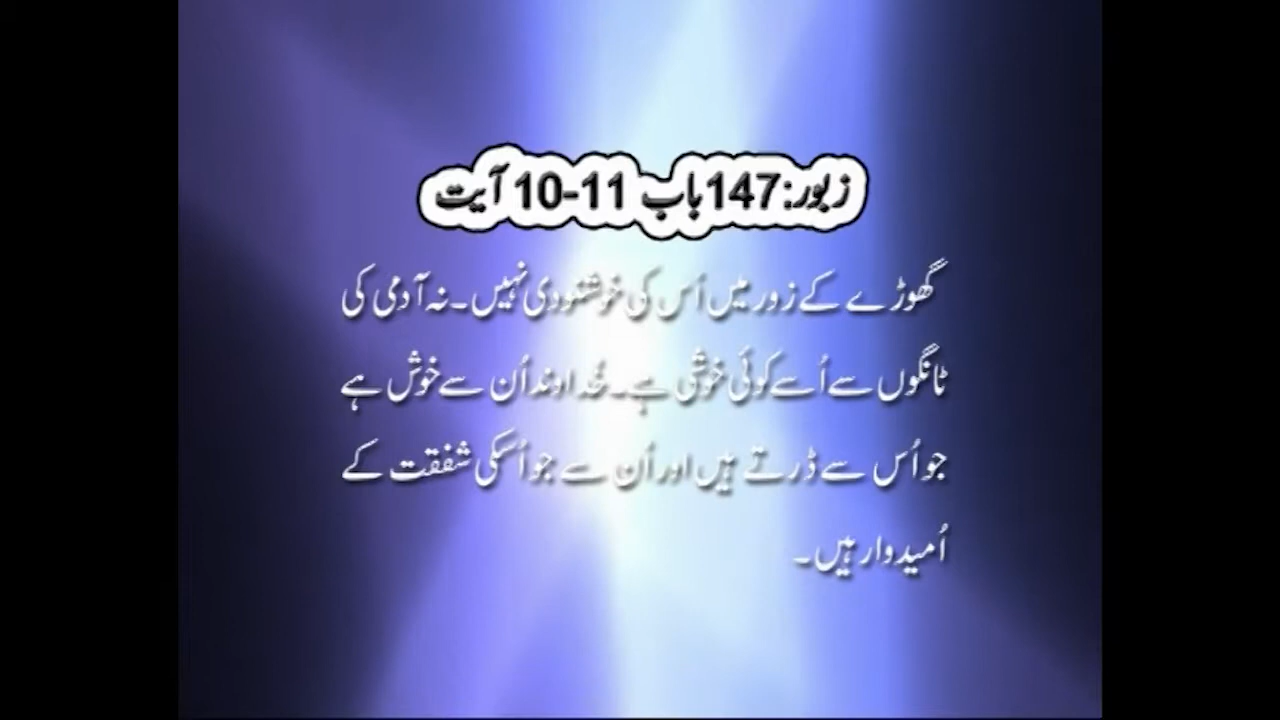 زبور:147 باب 11-10 آیت
گھوڑے کے زور میں اُس کی خوشنودی نہیں۔ نہ آدمی کی
ٹانگوں سے اُسے کوئی خوشی ہے۔ خُداوند اُن سے خوش ہے
جو اُس سے ڈرتے ہیں اور اُن سے جو اُسکی شفقت کے
اُمیدوار ہیں۔